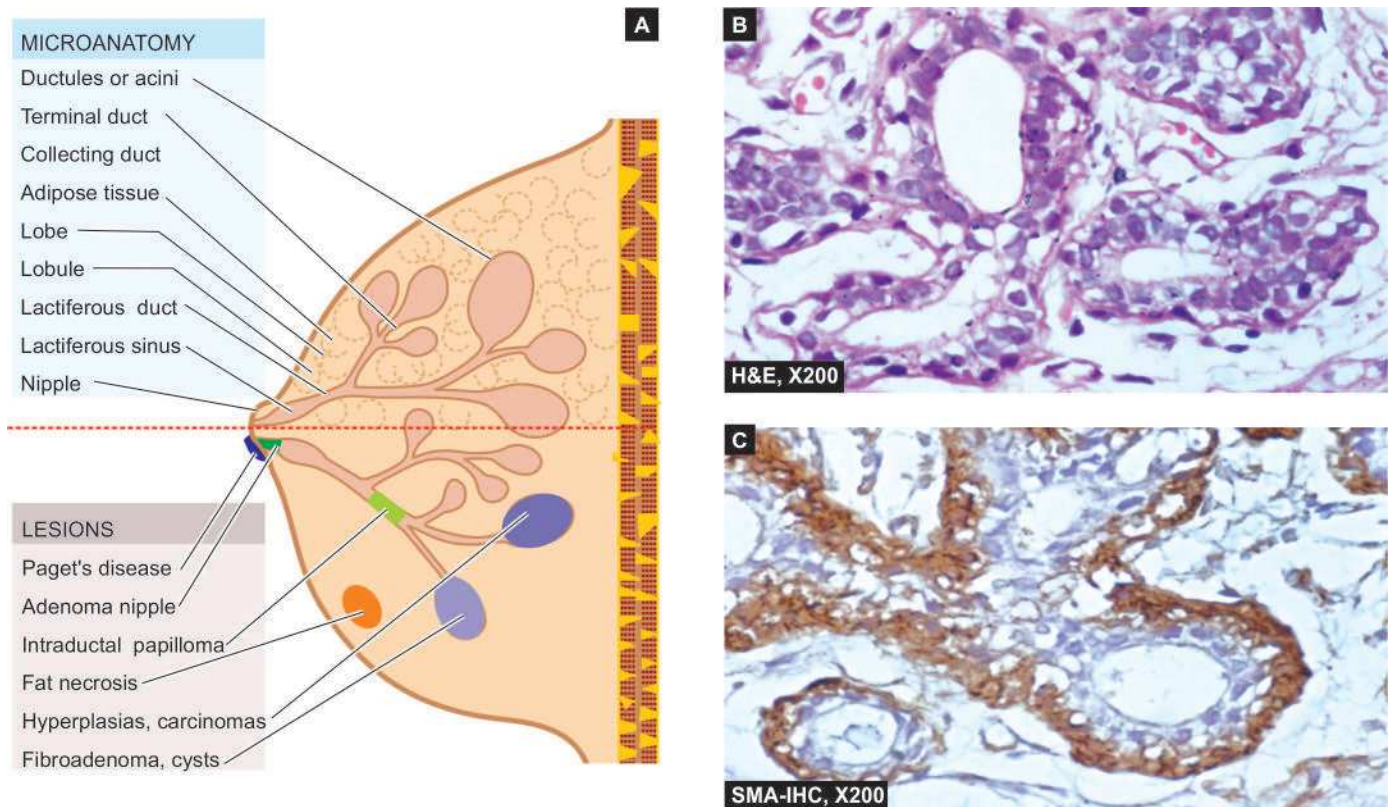 A
MICROANATOMY
Ductules or acini
Terminal duct
Collecting duct
Adipose tissue
Lobe
Lobule
Lactiferous duct
Lactiferous sinus
Nipple
LESIONS
Paget's disease
Adenoma nipple
Intraductal papilloma
Fat necrosis
Hyperplasias, carcinomas
Fibroadenoma, cysts
B
H&E, X200
C
SMA-IHC, X200